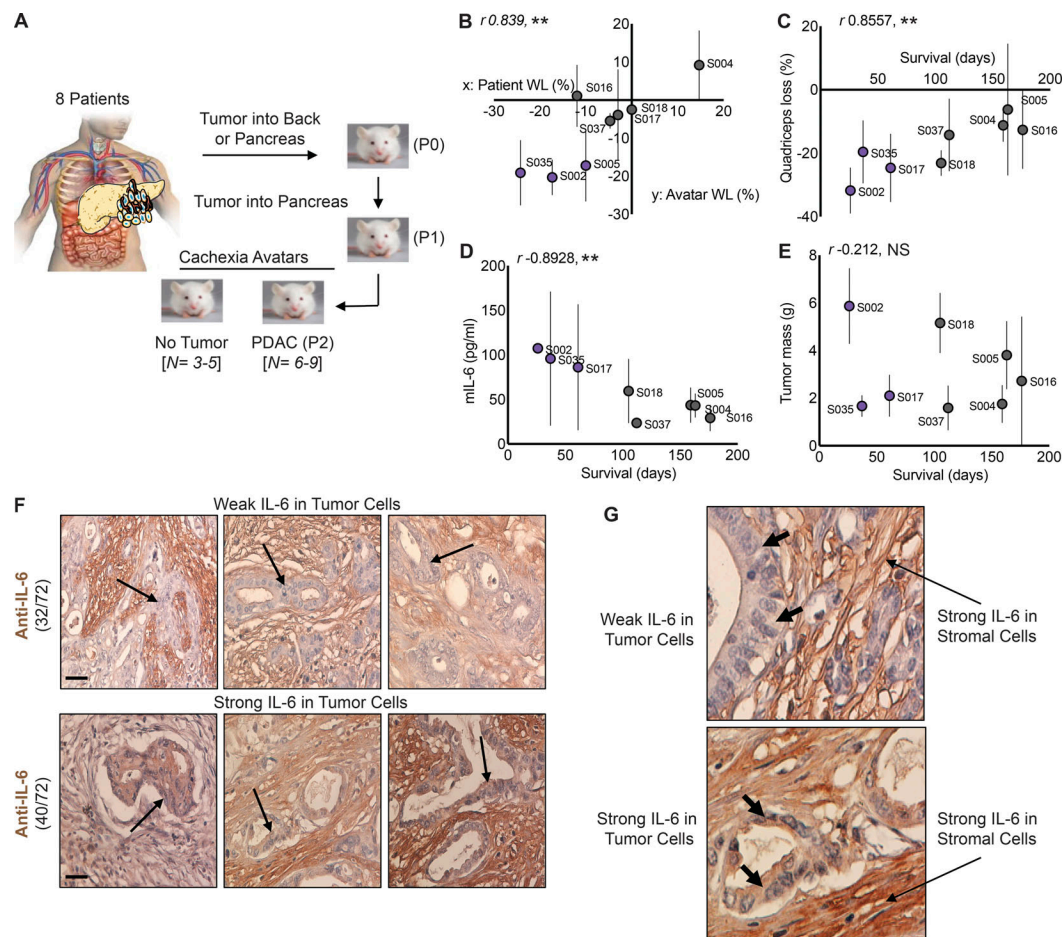 A
8 Patients
Tumor into Back
or Pancreas
(P0)
Tumor into Pancreas
(P1)
Cachexia Avatars
No Tumor
[N= 3-5]
PDAC (P2)
[N= 6-9]
B
r 0.839, **
20
10
x: Patient WL (%)
-30
-20
-10
10
20
-10
-20
-30
y: Avatar WL (%)
S004
S016
S018
S017
S037
S035
S002
S005
C
r 0.8557, **
Survival (days)
50
100
150
200
20
0
-20
-40
Quadriceps loss (%)
S005
S004
S016
S037
S035
S018
S017
S002
D
r -0.8928, **
200
150
100
50
0
mIL-6 (pg/ml)
S002
S035
S017
S018
S005
S004
S037
S016
0
50
100
150
200
Survival (days)
E
r -0.212, NS
8
6
4
2
0
Tumor mass (g)
S002
S018
S005
S016
S017
S035
S037
S004
0
50
100
150
200
Survival (days)
F
Weak IL-6 in Tumor Cells
Anti-IL-6
(32/72)
Strong IL-6 in Tumor Cells
Anti-IL-6
(40/72)
G
Weak IL-6 in
Tumor Cells
Strong IL-6 in
Stromal Cells
Strong IL-6 in
Tumor Cells
Strong IL-6 in
Stromal Cells